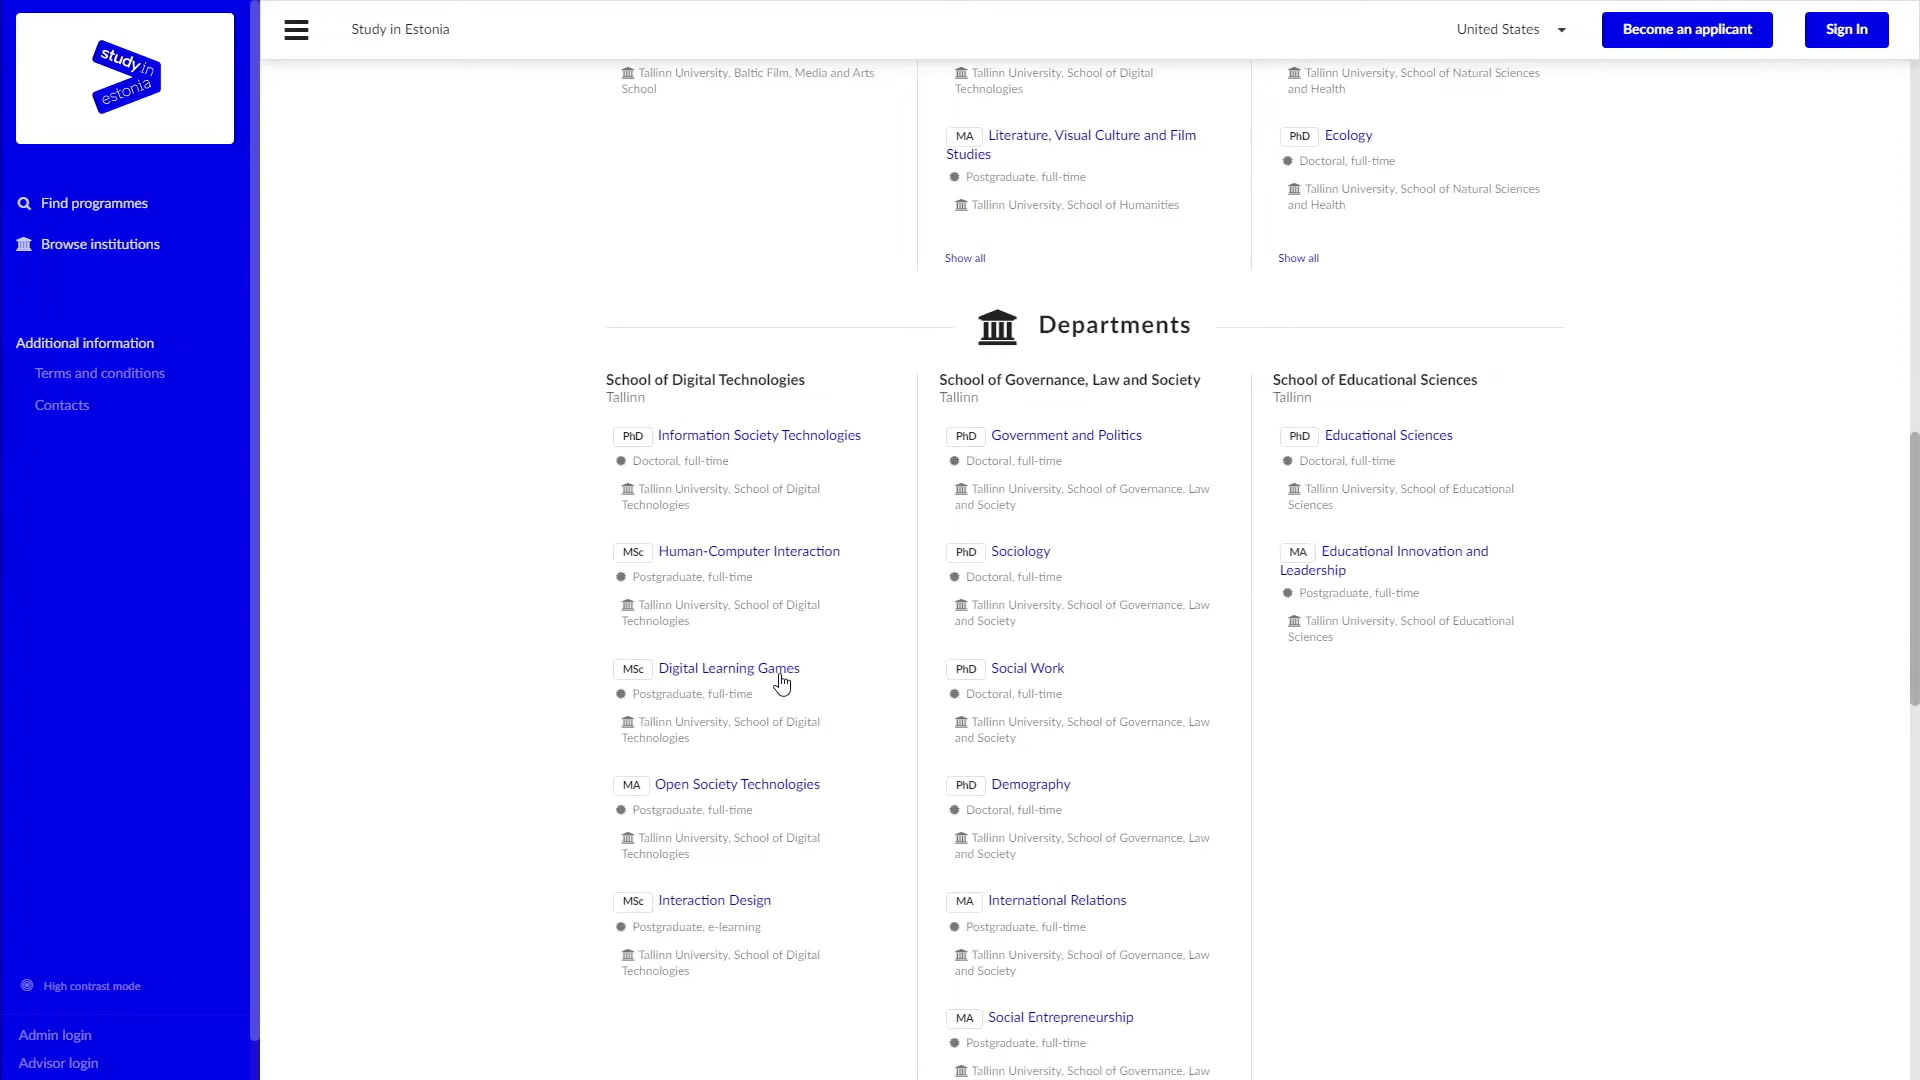 study in
estonia
Find programmes
Browse institutions
Additional information
Terms and conditions
Contacts
High contrast mode
Admin login
Advisor login
Study in Estonia
United States
Become an applicant
Sign In
Tallinn University, Baltic Film, Media and Arts
School
Tallinn University, School of Digital
Technologies
MA Literature, Visual Culture and Film
Studies
Postgraduate, full-time
Tallinn University, School of Humanities
Show all
Tallinn University, School of Natural Sciences
and Health
PhD Ecology
Doctoral, full-time
Tallinn University, School of Natural Sciences
and Health
Show all
Departments
School of Digital Technologies
Tallinn
PhD Information Society Technologies
Doctoral, full-time
Tallinn University, School of Digital
Technologies
MSc Human-Computer Interaction
Postgraduate, full-time
Tallinn University, School of Digital
Technologies
MSc Digital Learning Games
Postgraduate, full-time
Tallinn University, School of Digital
Technologies
MA Open Society Technologies
Postgraduate, full-time
Tallinn University, School of Digital
Technologies
MSc Interaction Design
Postgraduate, e-learning
Tallinn University, School of Digital
Technologies
School of Governance, Law and Society
Tallinn
PhD Government and Politics
Doctoral, full-time
Tallinn University, School of Governance, Law
and Society
PhD Sociology
Doctoral, full-time
Tallinn University, School of Governance, Law
and Society
PhD Social Work
Doctoral, full-time
Tallinn University, School of Governance, Law
and Society
PhD Demography
Doctoral, full-time
Tallinn University, School of Governance, Law
and Society
MA International Relations
Postgraduate, full-time
Tallinn University, School of Governance, Law
and Society
MA Social Entrepreneurship
Postgraduate, full-time
Tallinn University, School of Governance, Law
School of Educational Sciences
Tallinn
PhD Educational Sciences
Doctoral, full-time
Tallinn University, School of Educational
Sciences
MA Educational Innovation and
Leadership
Postgraduate, full-time
Tallinn University, School of Educational
Sciences